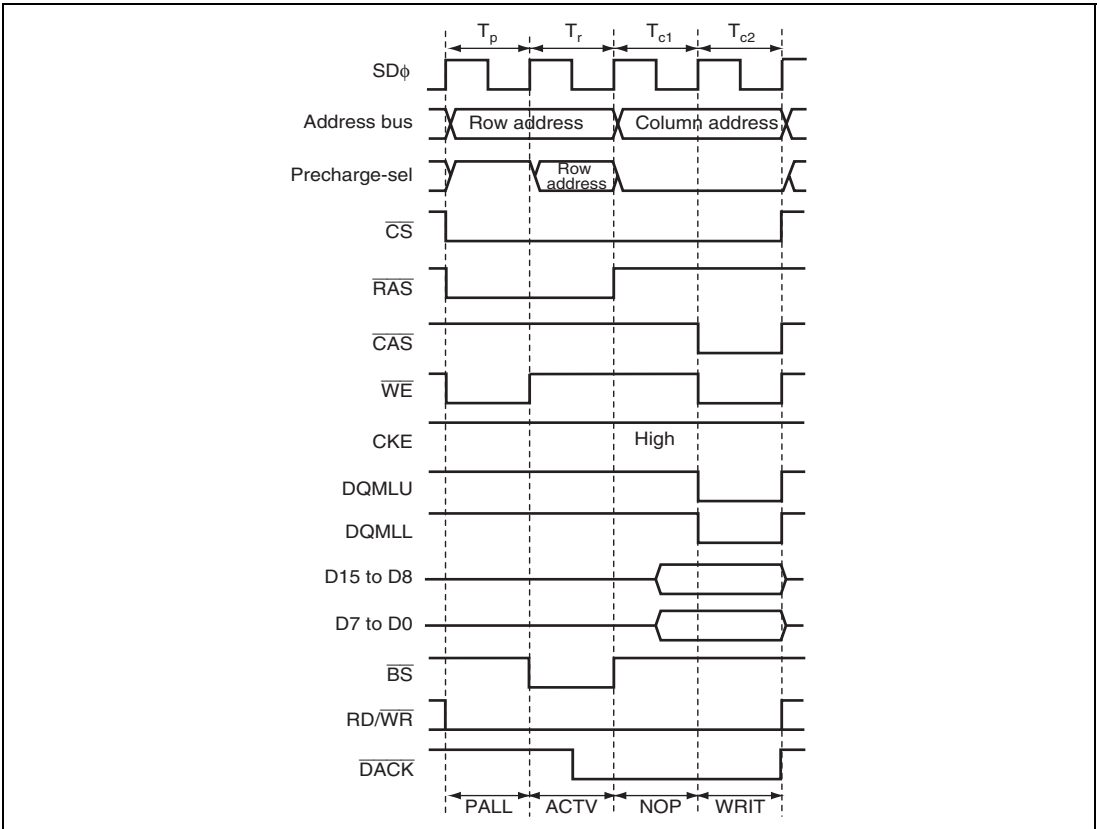 Tp Tr Tc1 Tc2
SDϕ
Address bus Row address Column address
Precharge-sel Row address
CS
RAS
CAS
WE
CKE High
DQMLU
DQMLL
D15 to D8
D7 to D0
BS
RD/WR
DACK
PALL ACTV NOP WRIT